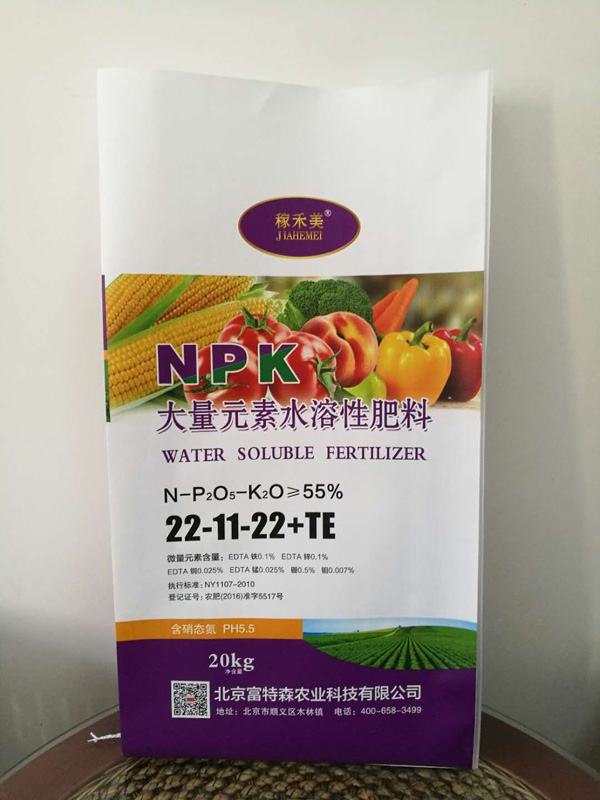 稼禾美®
JIAHEMEI
NPK
大量元素水溶性肥料
WATER SOLUBLE FERTILIZER
N-P₂O₅-K₂O≥55%
22-11-22+TE
微量元素含量: EDTA 铁0.1% EDTA 锌0.1%
EDTA 铜0.025% EDTA 锰0.025% 硼0.5% 钼0.007%
执行标准: NY1107-2010
登记证号: 农肥(2016)准字5517号
含硝态氮 PH5.5
20kg
净含量
北京富特森农业科技有限公司
地址: 北京市顺义区木林镇 电话: 400-658-3499